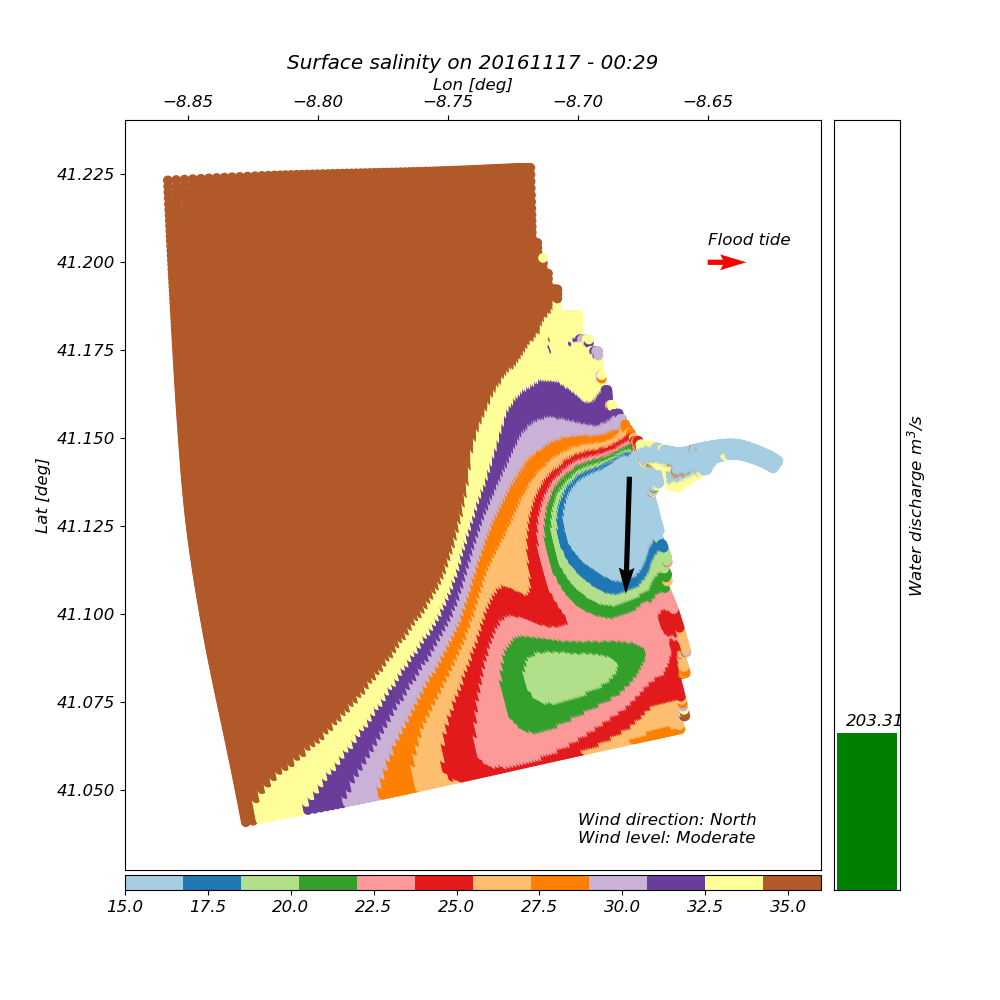 Surface salinity on 20161117 - 00:29
Lon [deg]
−8.85 −8.80 −8.75 −8.70 −8.65
41.225
41.200
41.175
41.150
41.125
41.100
41.075
41.050
Lat [deg]
Flood tide
Wind direction: North
Wind level: Moderate
15.0 17.5 20.0 22.5 25.0 27.5 30.0 32.5 35.0
203.31
Water discharge m³/s